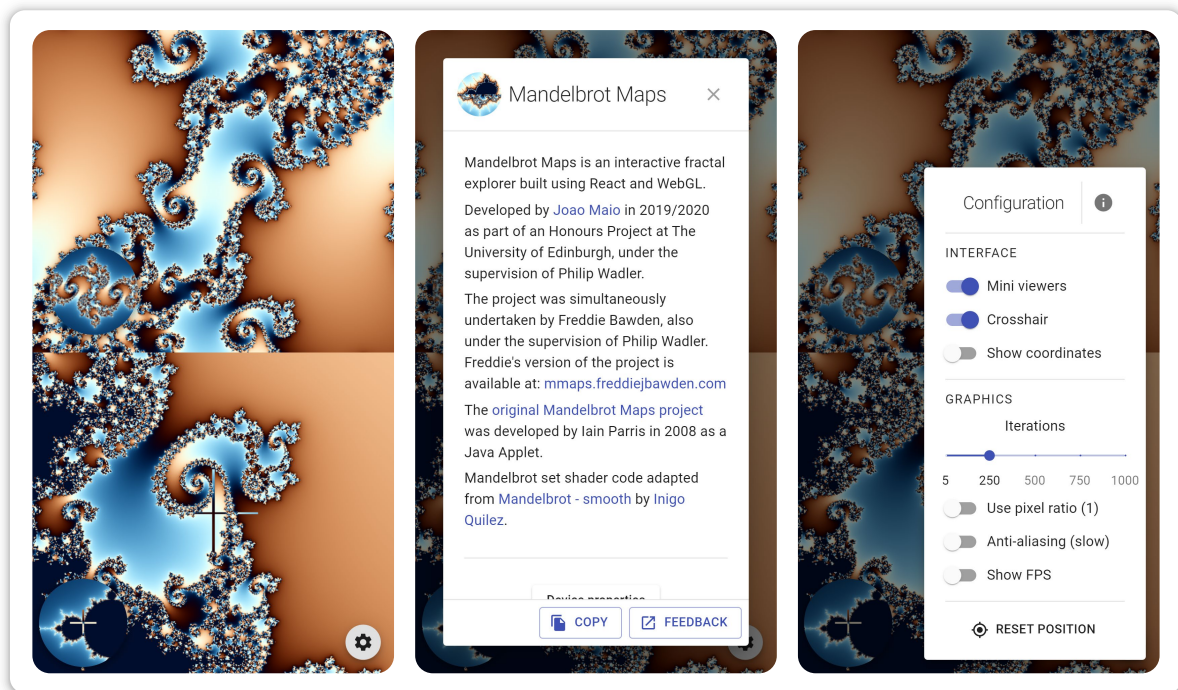 Mandelbrot Maps
Mandelbrot Maps is an interactive fractal
explorer built using React and WebGL.
Developed by Joao Maio in 2019/2020
as part of an Honours Project at The
University of Edinburgh, under the
supervision of Philip Wadler.
The project was simultaneously
undertaken by Freddie Bawden, also
under the supervision of Philip Wadler.
Freddie's version of the project is
available at: mmaps.freddiejbawden.com
The original Mandelbrot Maps project
was developed by Iain Parris in 2008 as a
Java Applet.
Mandelbrot set shader code adapted
from Mandelbrot - smooth by Inigo
Quilez.
Device properties
COPY FEEDBACK
Configuration
INTERFACE
Mini viewers
Crosshair
Show coordinates
GRAPHICS
Iterations
5 250 500 750 1000
Use pixel ratio (1)
Anti-aliasing (slow)
Show FPS
RESET POSITION